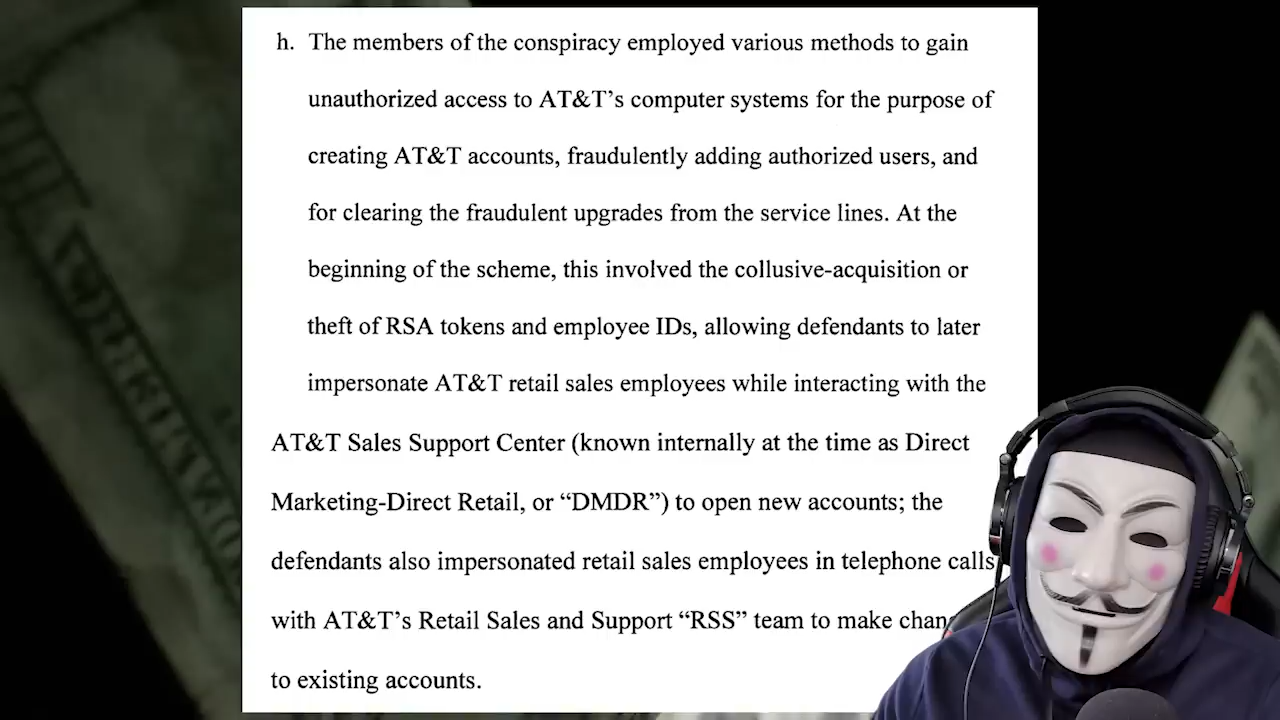 h. The members of the conspiracy employed various methods to gain
unauthorized access to AT&T’s computer systems for the purpose of
creating AT&T accounts, fraudulently adding authorized users, and
for clearing the fraudulent upgrades from the service lines. At the
beginning of the scheme, this involved the collusive-acquisition or
theft of RSA tokens and employee IDs, allowing defendants to later
impersonate AT&T retail sales employees while interacting with the
AT&T Sales Support Center (known internally at the time as Direct
Marketing-Direct Retail, or “DMDR”) to open new accounts; the
defendants also impersonated retail sales employees in telephone calls
with AT&T’s Retail Sales and Support “RSS” team to make
to existing accounts.